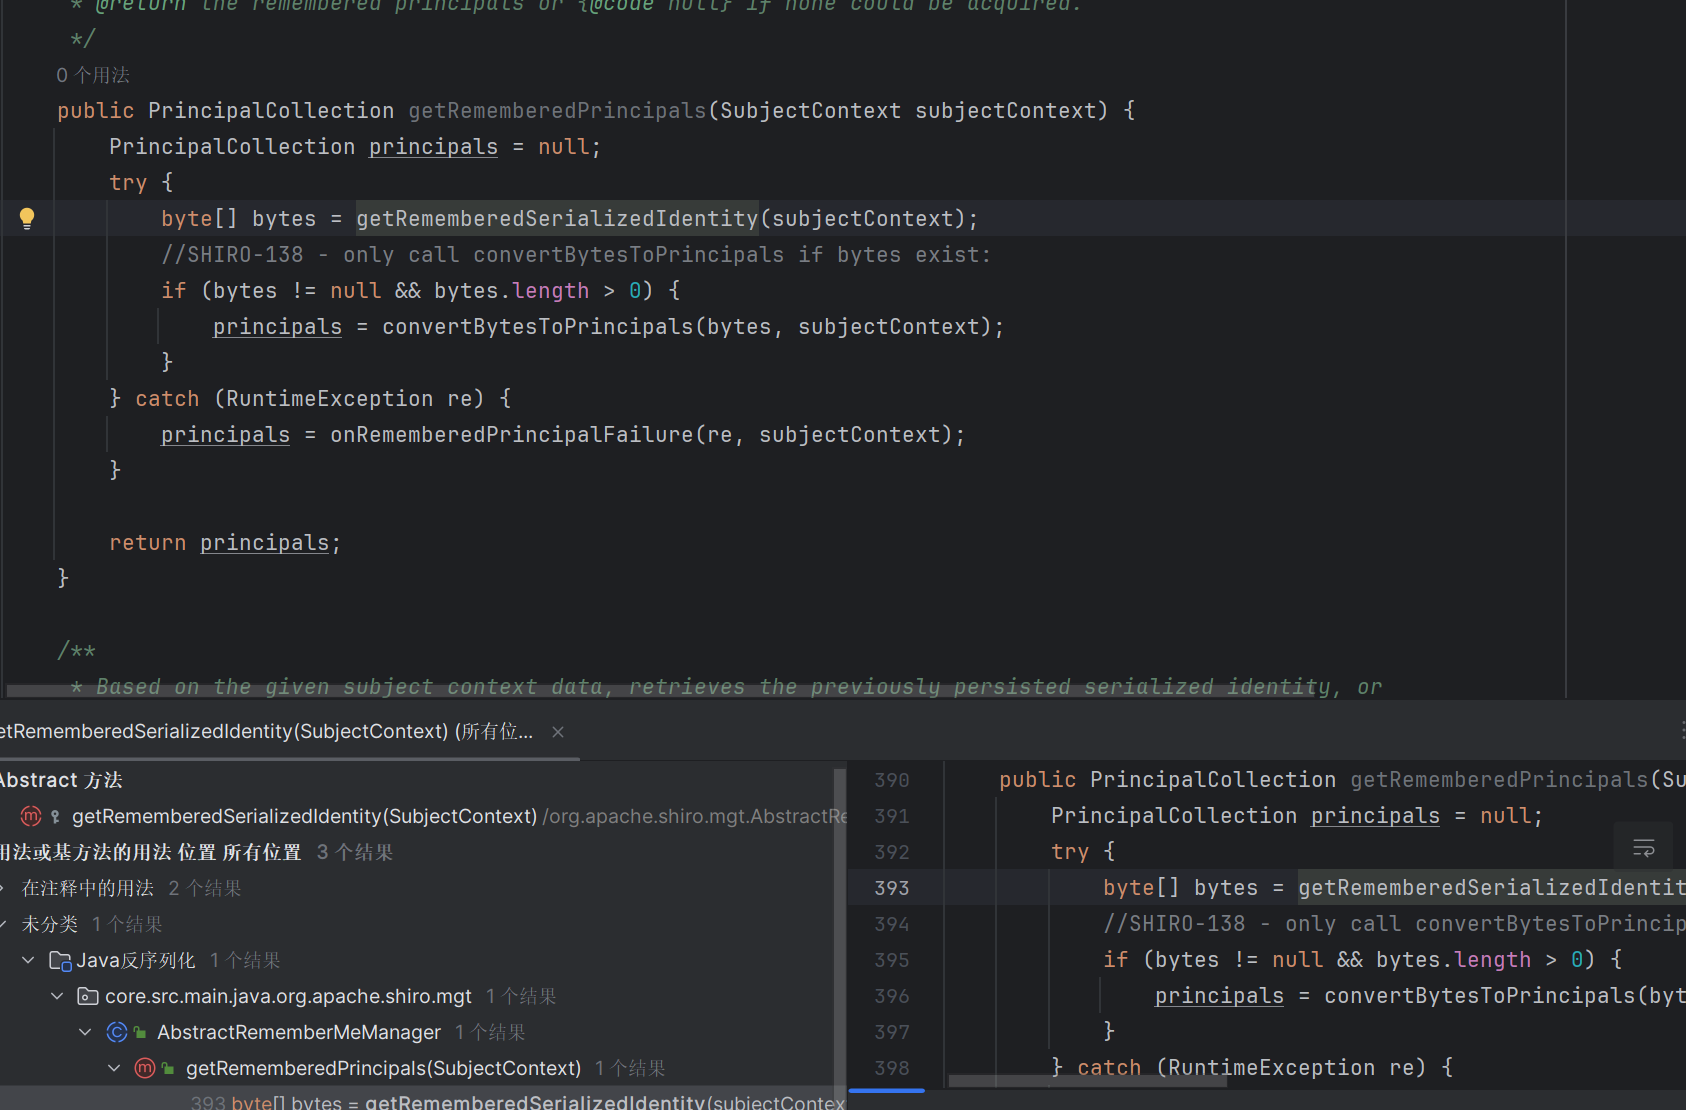 * @return the remembered principals or {@code null} if none could be acquired.
*/
0 个用法
public PrincipalCollection getRememberedPrincipals(SubjectContext subjectContext) {
PrincipalCollection principals = null;
try {
byte[] bytes = getRememberedSerializedIdentity(subjectContext);
//SHIRO-138 - only call convertBytesToPrincipals if bytes exist:
if (bytes != null && bytes.length > 0) {
principals = convertBytesToPrincipals(bytes, subjectContext);
}
} catch (RuntimeException re) {
principals = onRememberedPrincipalFailure(re, subjectContext);
}
return principals;
}
/**
* Based on the given subject context data, retrieves the previously persisted serialized identity, or
etRememberedSerializedIdentity(SubjectContext) (所有位...
Abstract 方法
getRememberedSerializedIdentity(SubjectContext) /org.apache.shiro.mgt.AbstractRe
用法或基方法的用法 位置 所有位置 3 个结果
在注释中的用法 2 个结果
未分类 1 个结果
Java反序列化 1 个结果
core.src.main.java.org.apache.shiro.mgt 1 个结果
AbstractRememberMeManager 1 个结果
getRememberedPrincipals(SubjectContext) 1 个结果
393 byte[] bytes = getRememberedSerializedIdentity(subjectContex
390 public PrincipalCollection getRememberedPrincipals(Su
391 PrincipalCollection principals = null;
392 try {
393 byte[] bytes = getRememberedSerializedIdentit
394 //SHIRO-138 - only call convertBytesToPrincip
395 if (bytes != null && bytes.length > 0) {
396 principals = convertBytesToPrincipals(byt
397 }
398 } catch (RuntimeException re) {